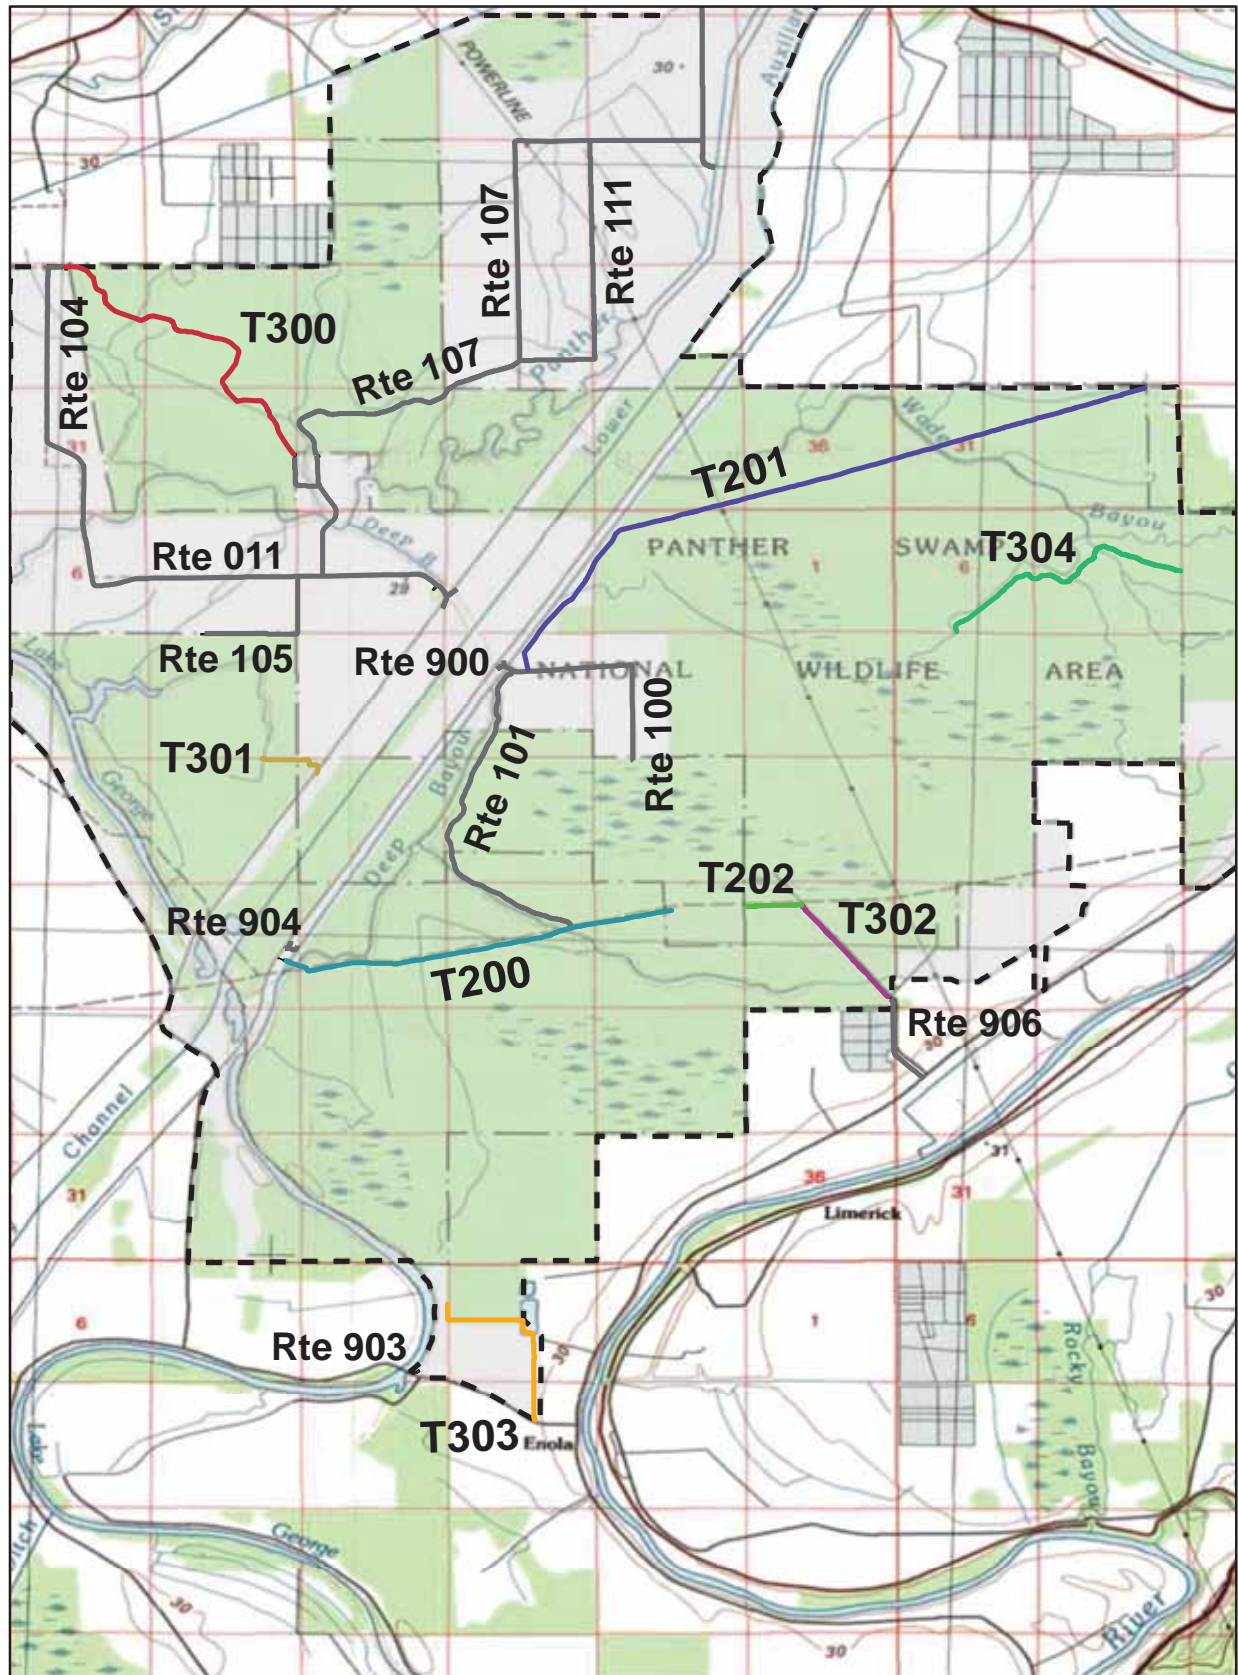 POWERLINE
30
Auxiliary
30
Rte 107
Rte 111
Rte 104
T300
Panther
Rte 107
Lower
Wade
31
36
31
T201
Bayou
Deep B
PANTHER
SWAMP
T304
Rte 011
6
29
1
6
Lake
Rte 105
Rte 900
NATIONAL
WILDLIFE
AREA
T301
Rte 101
Rte 100
Bayou
George
Deep
T202
Rte 904
T302
T200
Rte 906
30
Channel
31
31
36
31
Limerick
30
6
1
6
Rte 903
30
Rocky
T303
Enola
Lake
Bayou
George
30
River
30